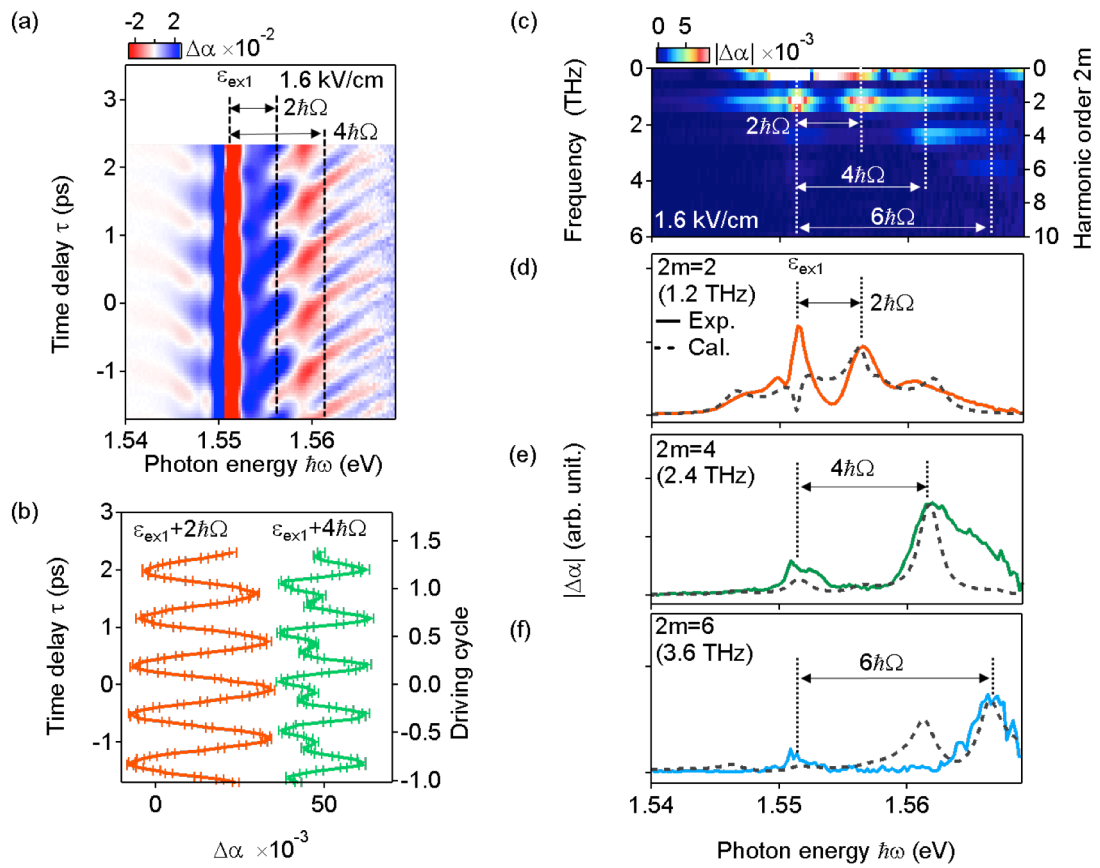 (a)
-2 2
Δα ×10⁻²
εex1 1.6 kV/cm
2ħΩ
4ħΩ
3
2
1
0
-1
Time delay τ (ps)
1.54 1.55 1.56
Photon energy ħω (eV)
(b)
3
2
1
0
-1
Time delay τ (ps)
εex1+2ħΩ εex1+4ħΩ
1.5
1.0
0.5
0.0
-0.5
-1.0
Driving cycle
0 50
Δα ×10⁻³
(c)
0 5
|Δα| ×10⁻³
0
2
4
6
Frequency (THz)
0
2
4
6
8
10
Harmonic order 2m
2ħΩ
4ħΩ
6ħΩ
1.6 kV/cm
(d)
2m=2
(1.2 THz)
εex1
2ħΩ
Exp.
Cal.
(e)
2m=4
(2.4 THz)
4ħΩ
|Δα| (arb. unit.)
(f)
2m=6
(3.6 THz)
6ħΩ
1.54 1.55 1.56
Photon energy ħω (eV)